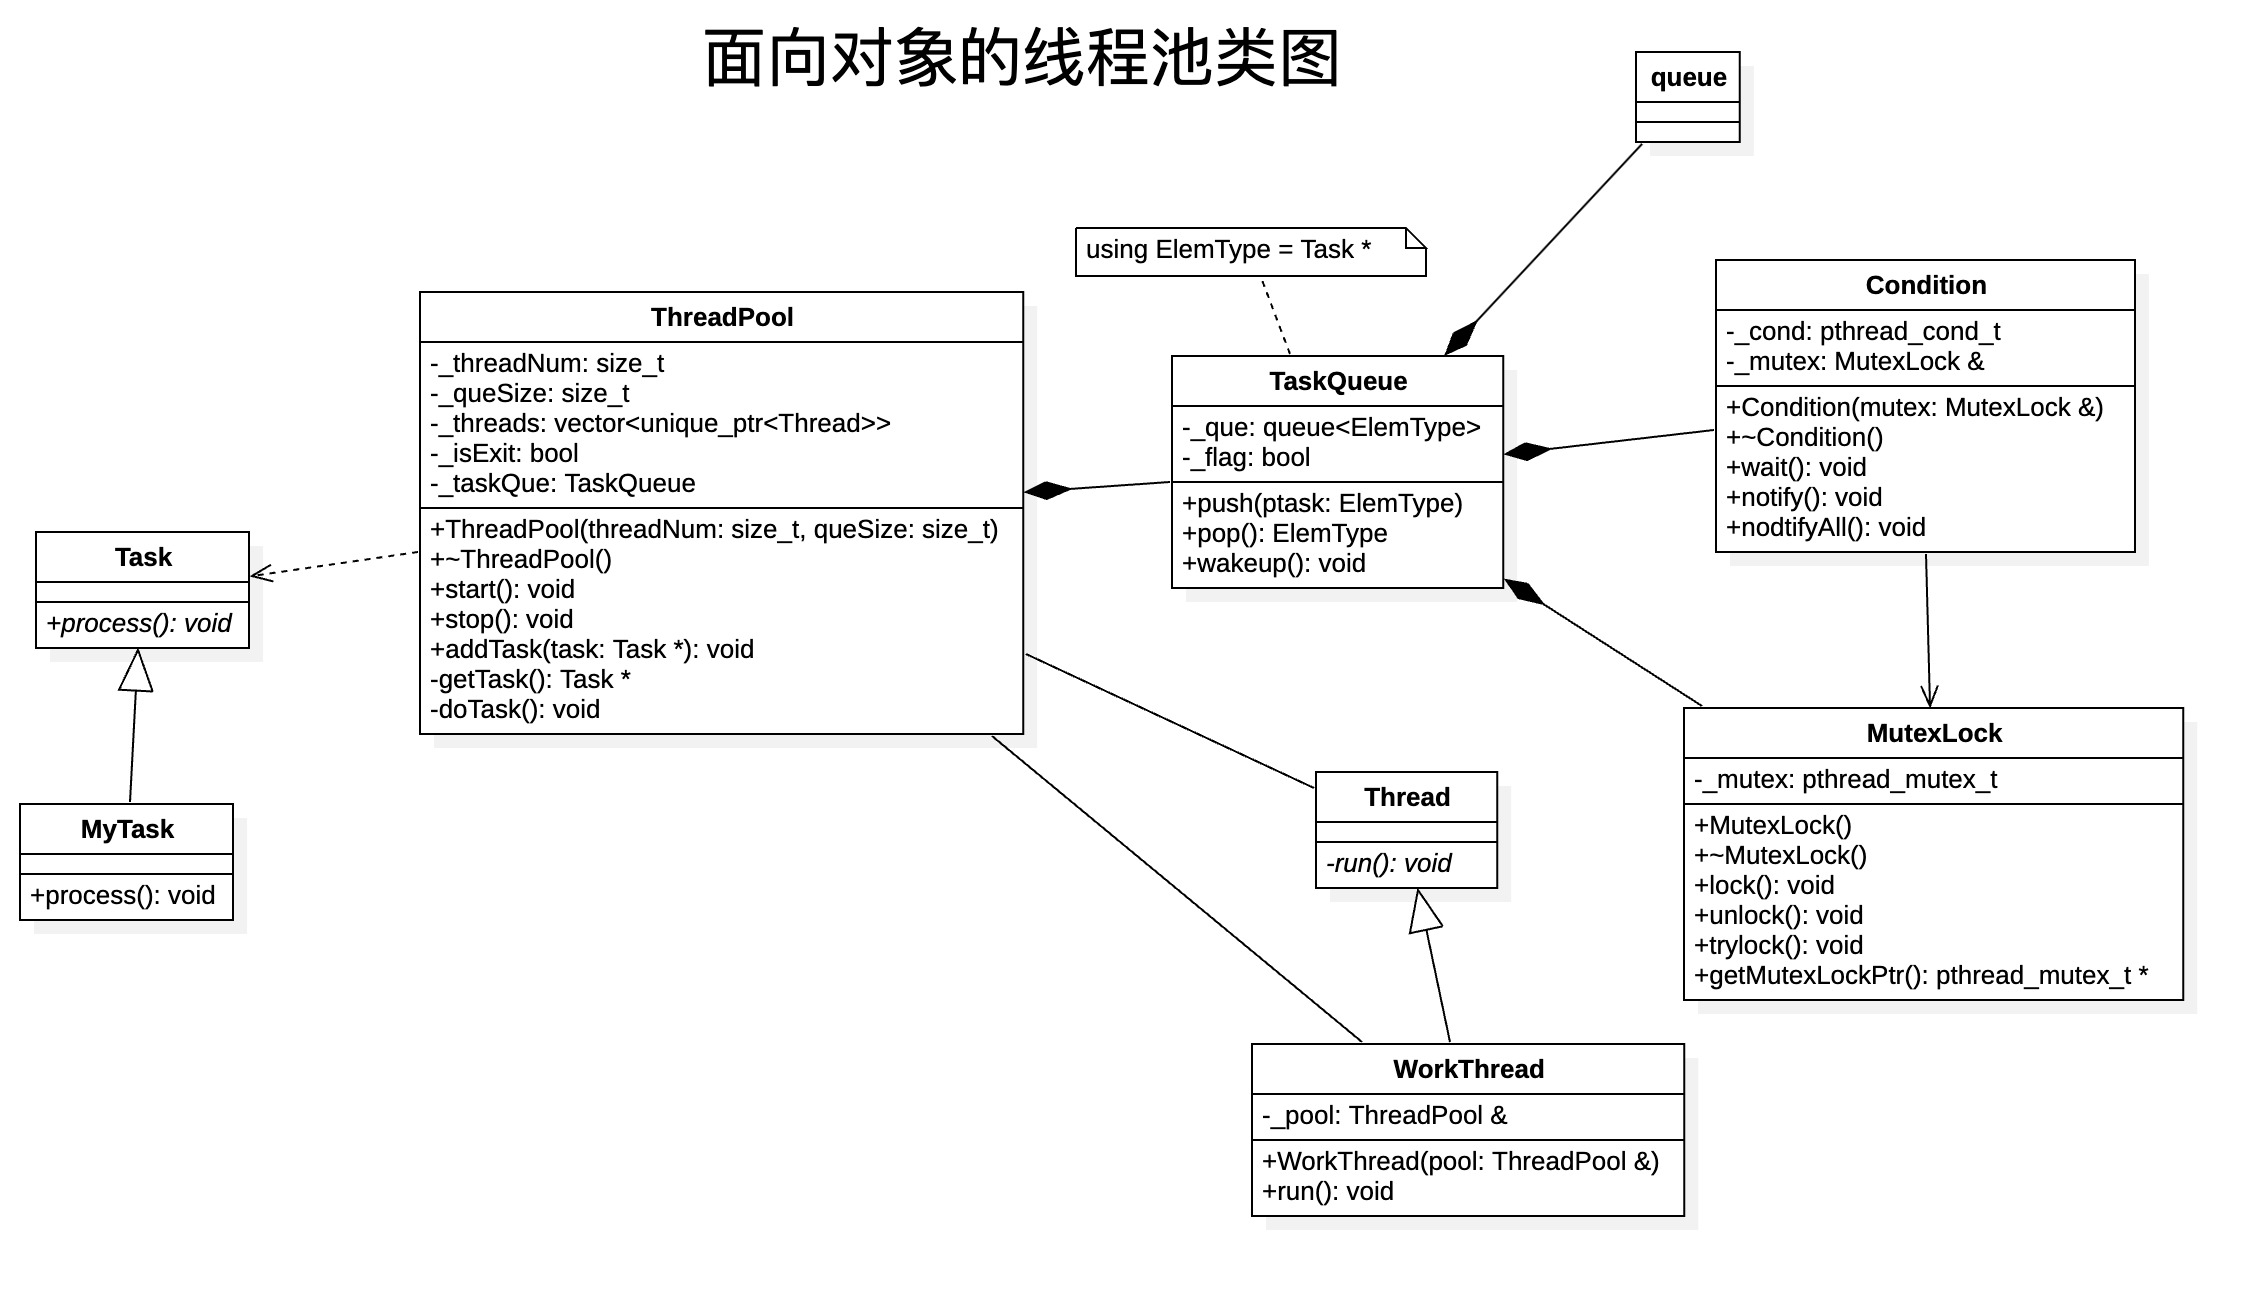 面向对象的线程池类图
queue
using ElemType = Task *
Condition
-_cond: pthread_cond_t
-_mutex: MutexLock &
+Condition(mutex: MutexLock &)
+~Condition()
+wait(): void
+notify(): void
+nodtifyAll(): void
ThreadPool
-_threadNum: size_t
-_queSize: size_t
-_threads: vector<unique_ptr<Thread>>
-_isExit: bool
-_taskQue: TaskQueue
+ThreadPool(threadNum: size_t, queSize: size_t)
+~ThreadPool()
+start(): void
+stop(): void
+addTask(task: Task *): void
-getTask(): Task *
-doTask(): void
TaskQueue
-_que: queue<ElemType>
-_flag: bool
+push(ptask: ElemType)
+pop(): ElemType
+wakeup(): void
Task
+process(): void
MyTask
+process(): void
Thread
-run(): void
MutexLock
-_mutex: pthread_mutex_t
+MutexLock()
+~MutexLock()
+lock(): void
+unlock(): void
+trylock(): void
+getMutexLockPtr(): pthread_mutex_t *
WorkThread
-_pool: ThreadPool &
+WorkThread(pool: ThreadPool &)
+run(): void